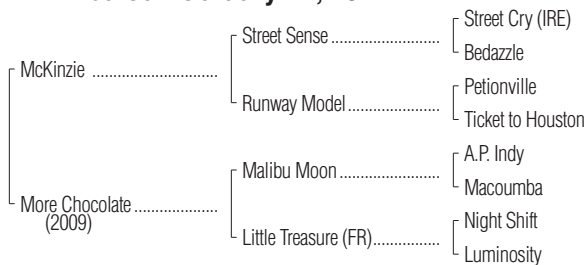 Street Cry (IRE)
Street Sense
Bedazzle
McKinzie
Petionville
Runway Model
Ticket to Houston
A.P. Indy
Malibu Moon
Macoumba
More Chocolate
(2009)
Night Shift
Little Treasure (FR)
Luminosity